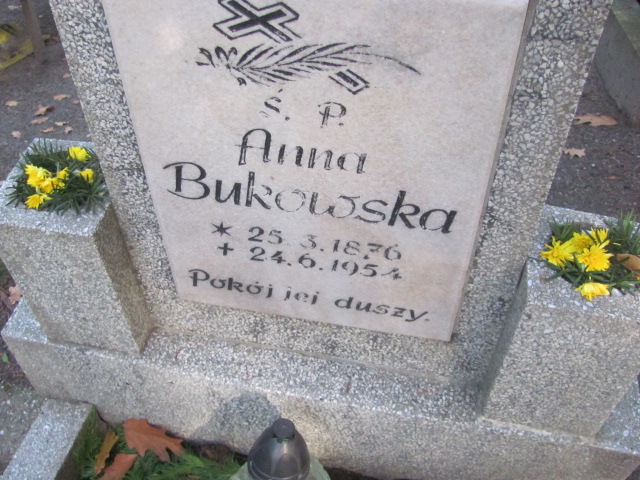 Ś. P.
Anna
Bukowska
* 25.3.1876
+ 24.6.1954
Pokój jej duszy.